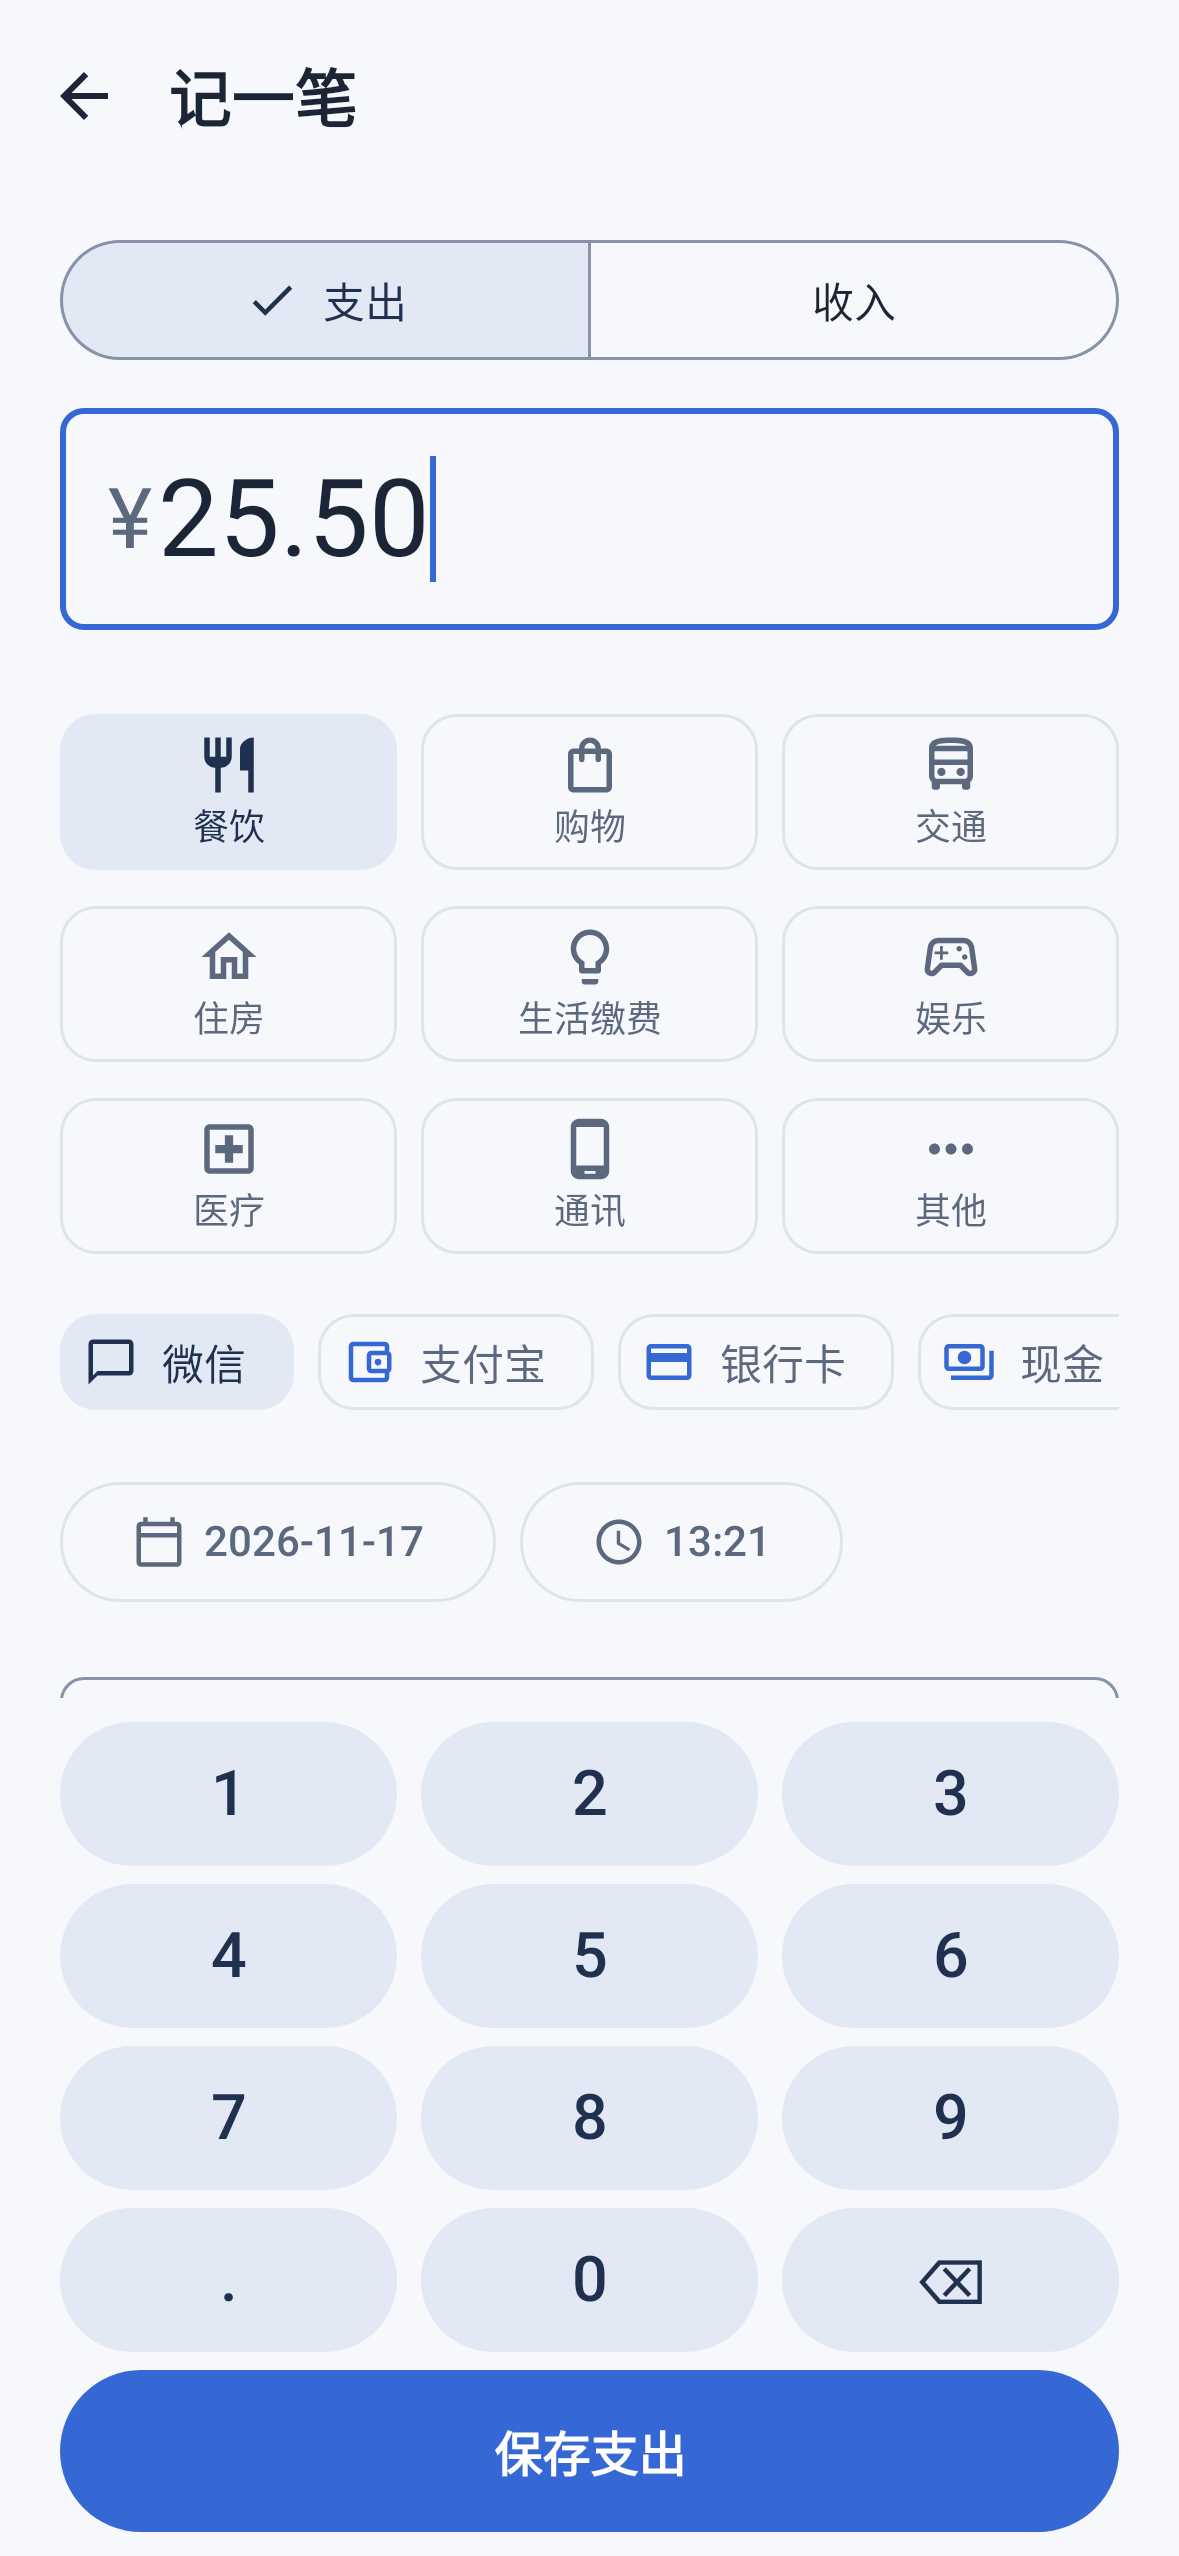 记一笔
支出 收入
¥25.50
餐饮 购物 交通
住房 生活缴费 娱乐
医疗 通讯 其他
微信 支付宝 银行卡 现金
2026-11-17 13:21
1 2 3
4 5 6
7 8 9
. 0
保存支出